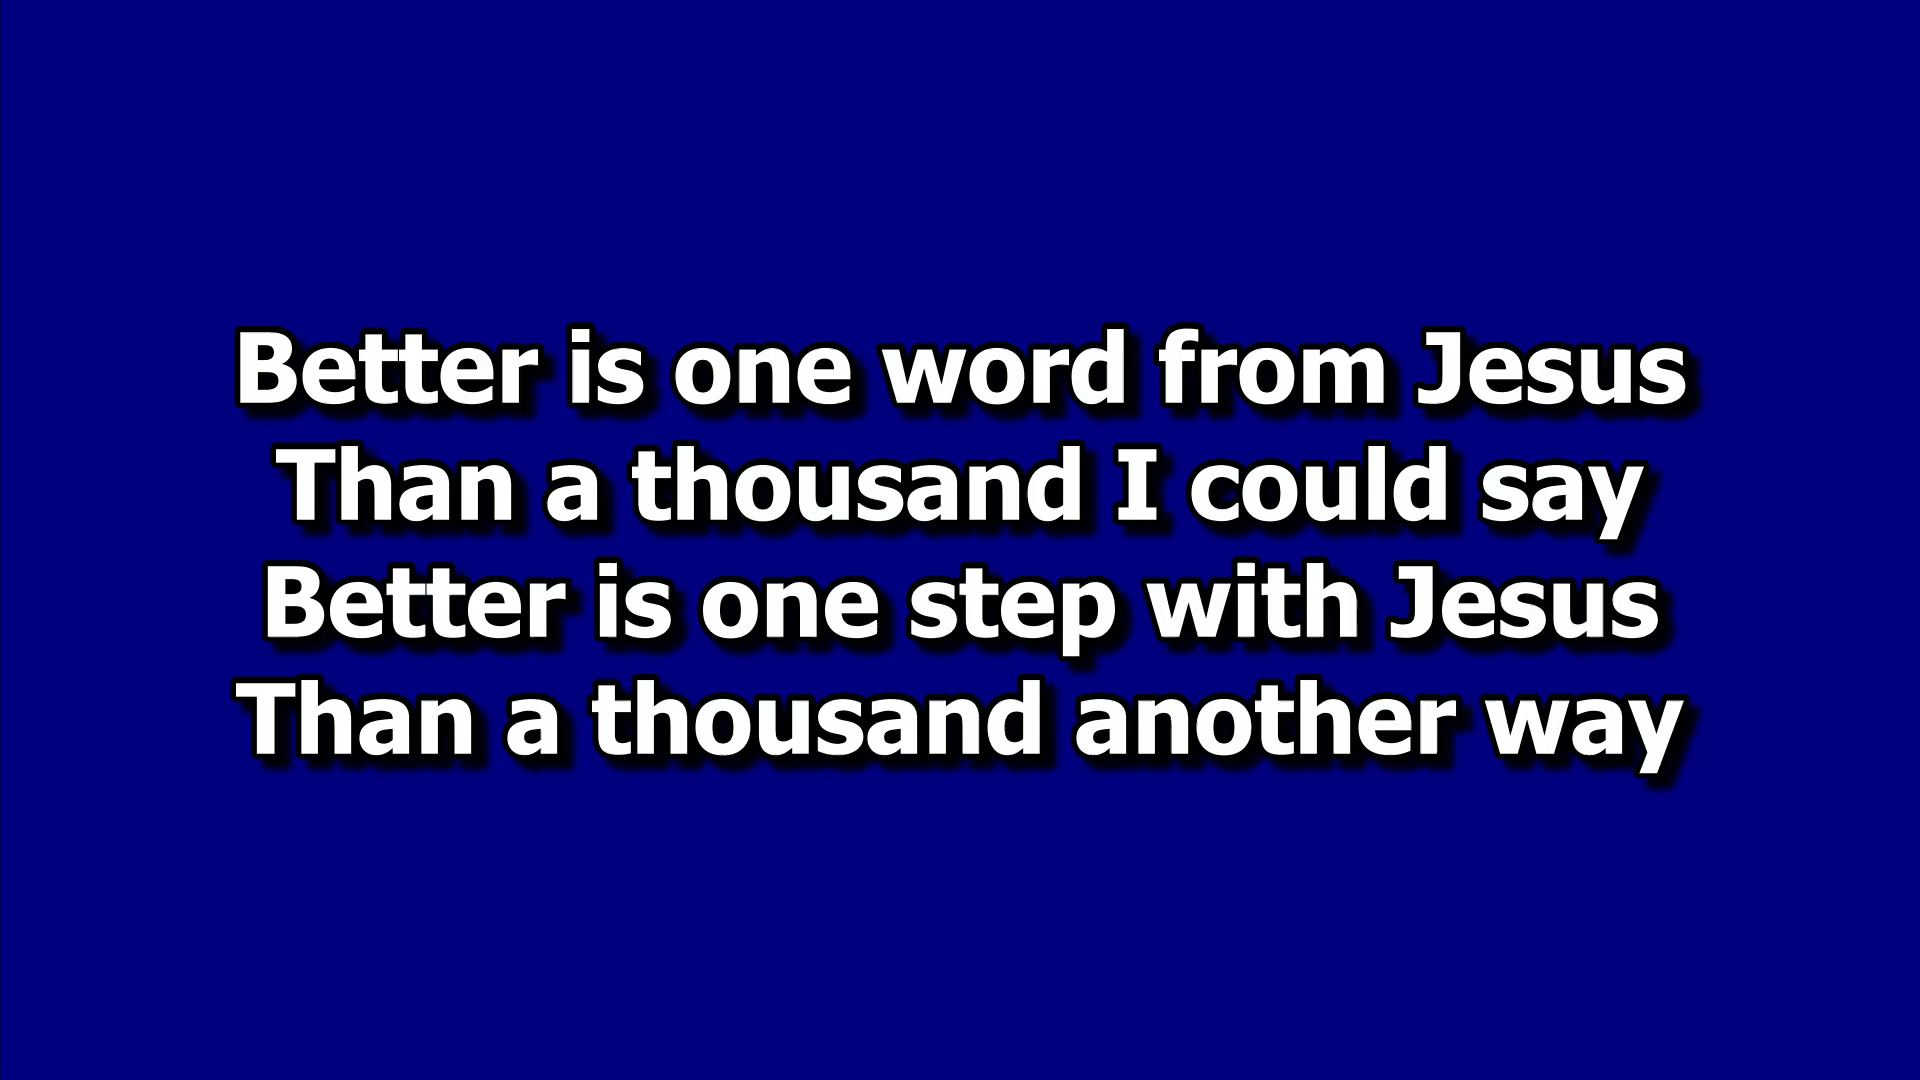 Better is one word from Jesus
Than a thousand I could say
Better is one step with Jesus
Than a thousand another way